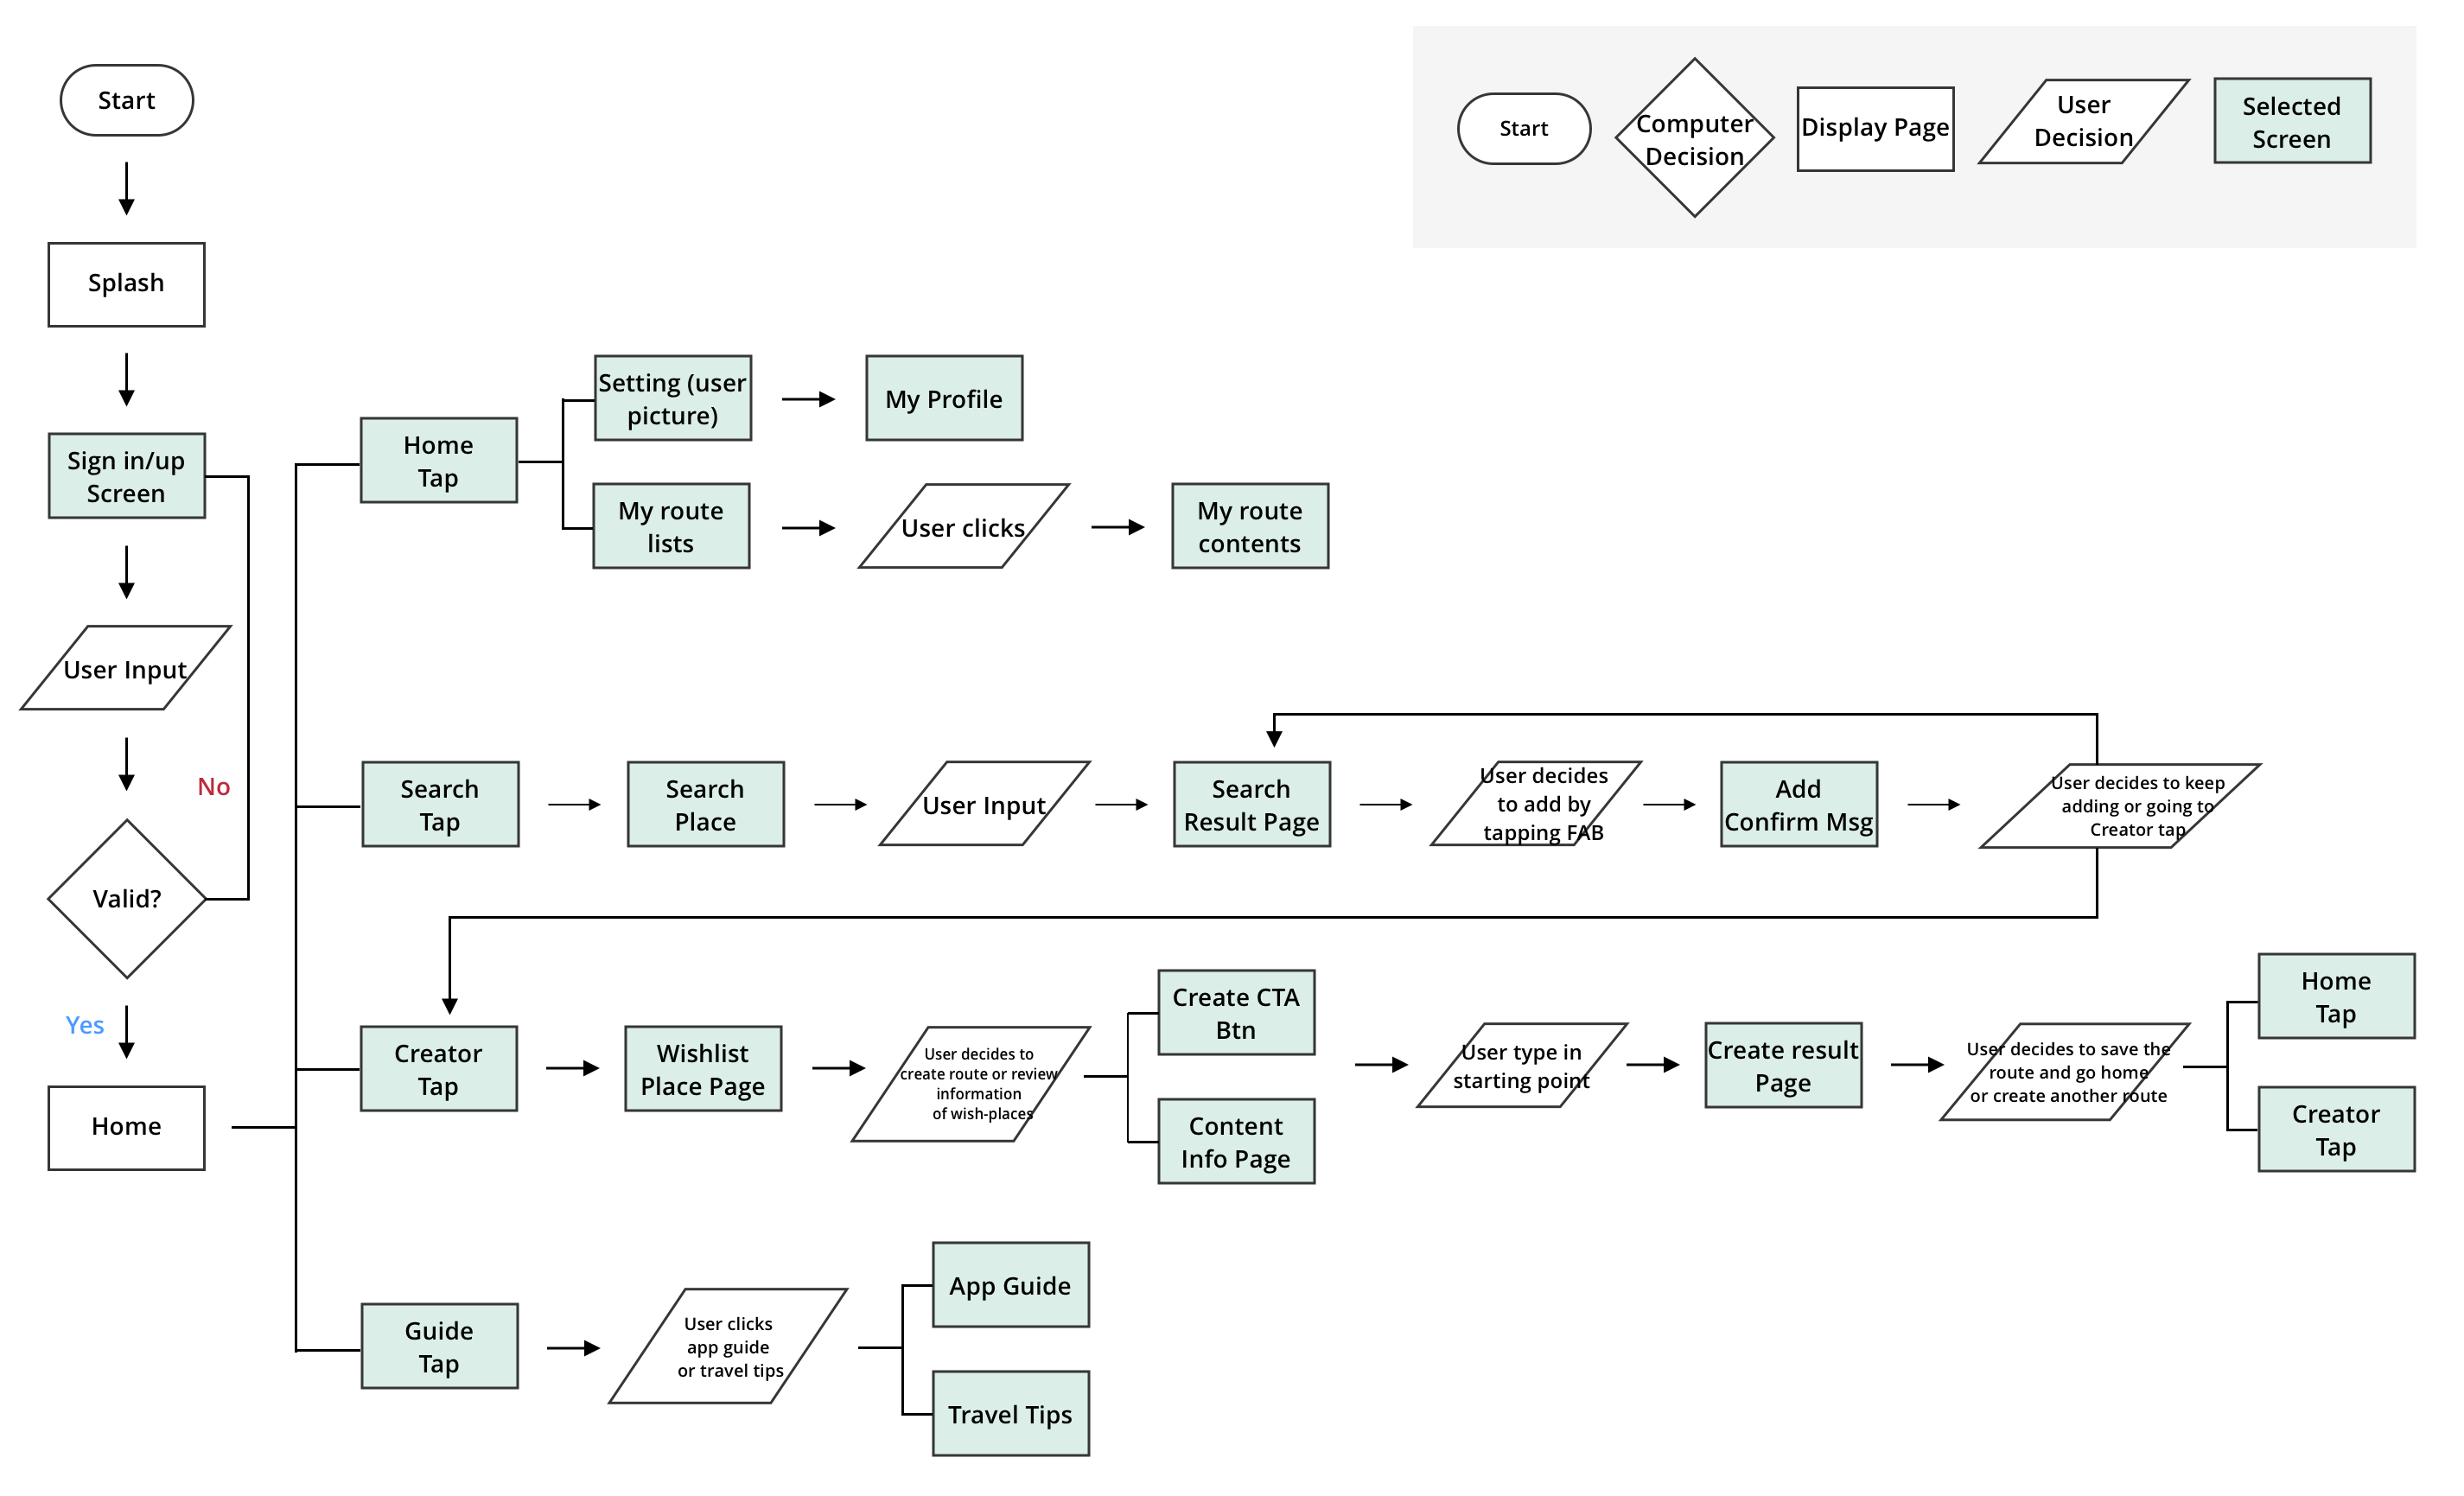 Start
Computer
Decision
Display Page
User
Decision
Selected
Screen
Start
Splash
Sign in/up
Screen
User Input
No
Valid?
Yes
Home
Home
Tap
Setting (user
picture)
My Profile
My route
lists
User clicks
My route
contents
Search
Tap
Search
Place
User Input
Search
Result Page
User decides
to add by
tapping FAB
Add
Confirm Msg
User decides to keep
adding or going to
Creator tap
Creator
Tap
Wishlist
Place Page
User decides to
create route or review
information
of wish-places
Create CTA
Btn
Content
Info Page
User type in
starting point
Create result
Page
User decides to save the
route and go home
or create another route
Home
Tap
Creator
Tap
Guide
Tap
User clicks
app guide
or travel tips
App Guide
Travel Tips